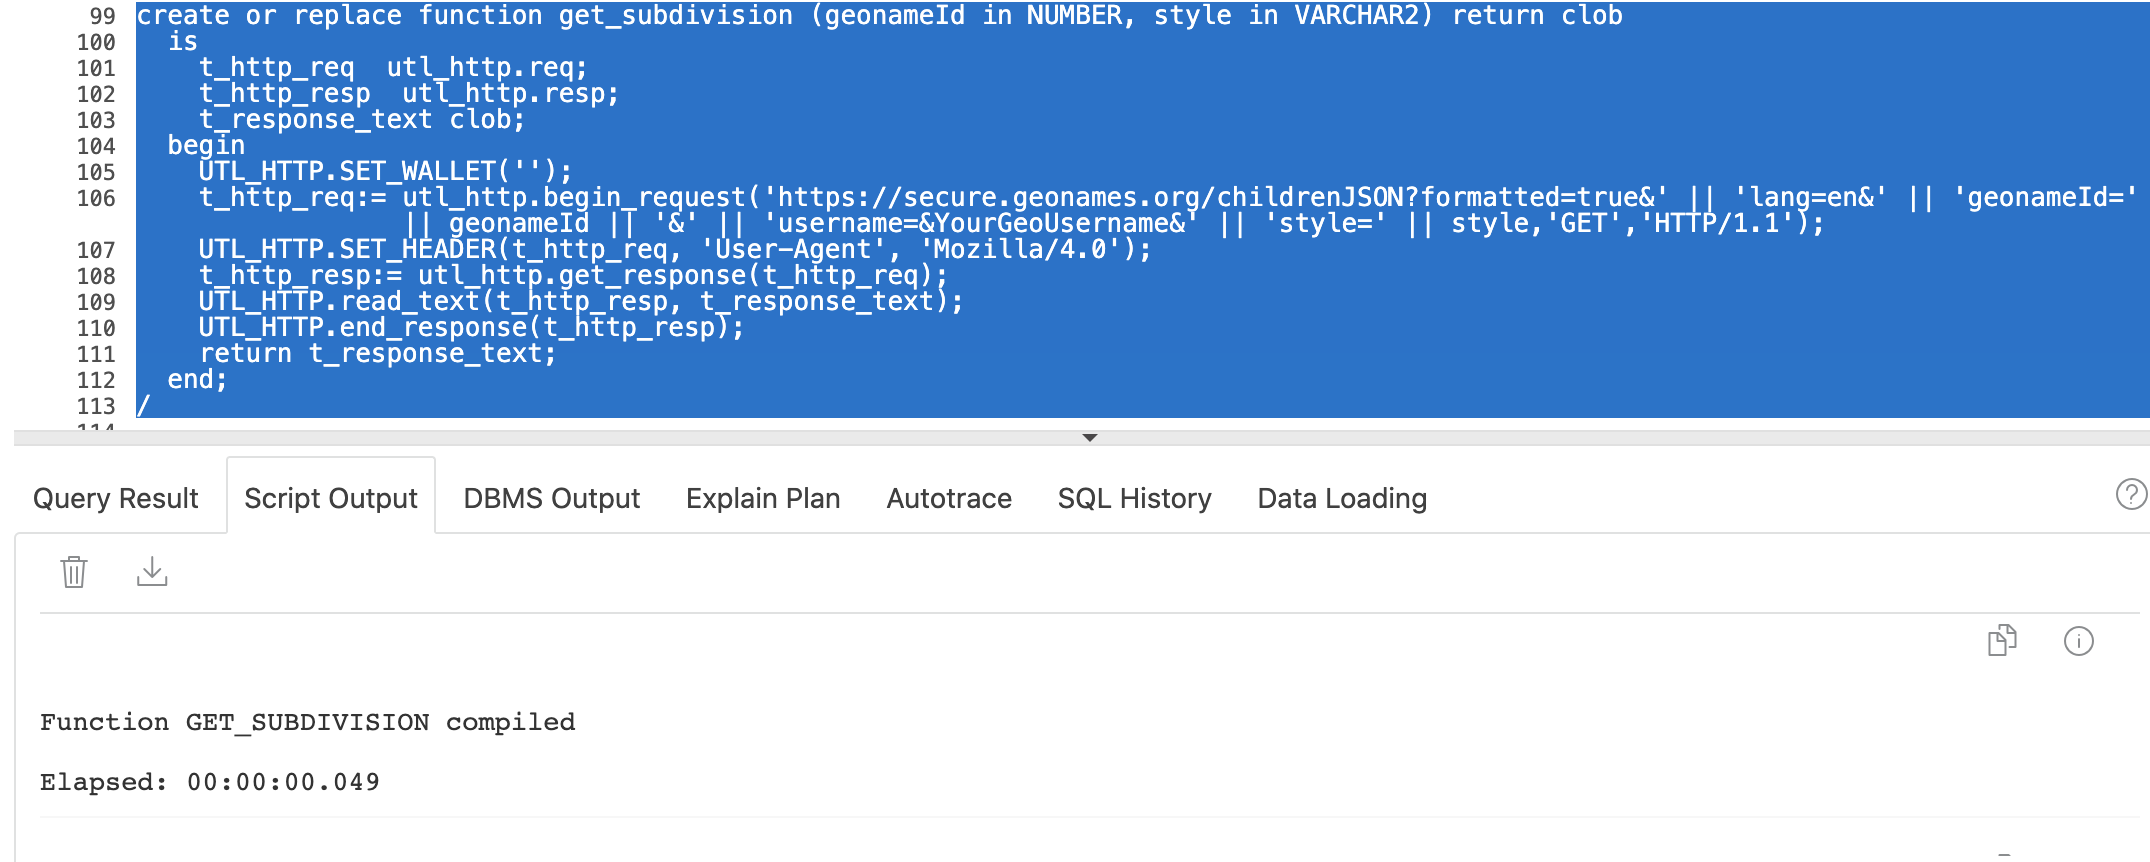 99 create or replace function get_subdivision (geonameId in NUMBER, style in VARCHAR2) return clob
100 is
101 t_http_req  utl_http.req;
102 t_http_resp  utl_http.resp;
103 t_response_text clob;
104 begin
105 UTL_HTTP.SET_WALLET('');
106 t_http_req:= utl_http.begin_request('https://secure.geonames.org/childrenJSON?formatted=true&' || 'lang=en&' || 'geonameId='
|| geonameId || '&' || 'username=&YourGeoUsername&' || 'style=' || style,'GET','HTTP/1.1');
107 UTL_HTTP.SET_HEADER(t_http_req, 'User-Agent', 'Mozilla/4.0');
108 t_http_resp:= utl_http.get_response(t_http_req);
109 UTL_HTTP.read_text(t_http_resp, t_response_text);
110 UTL_HTTP.end_response(t_http_resp);
111 return t_response_text;
112 end;
113 /
114
Query Result Script Output DBMS Output Explain Plan Autotrace SQL History Data Loading
Function GET_SUBDIVISION compiled
Elapsed: 00:00:00.049